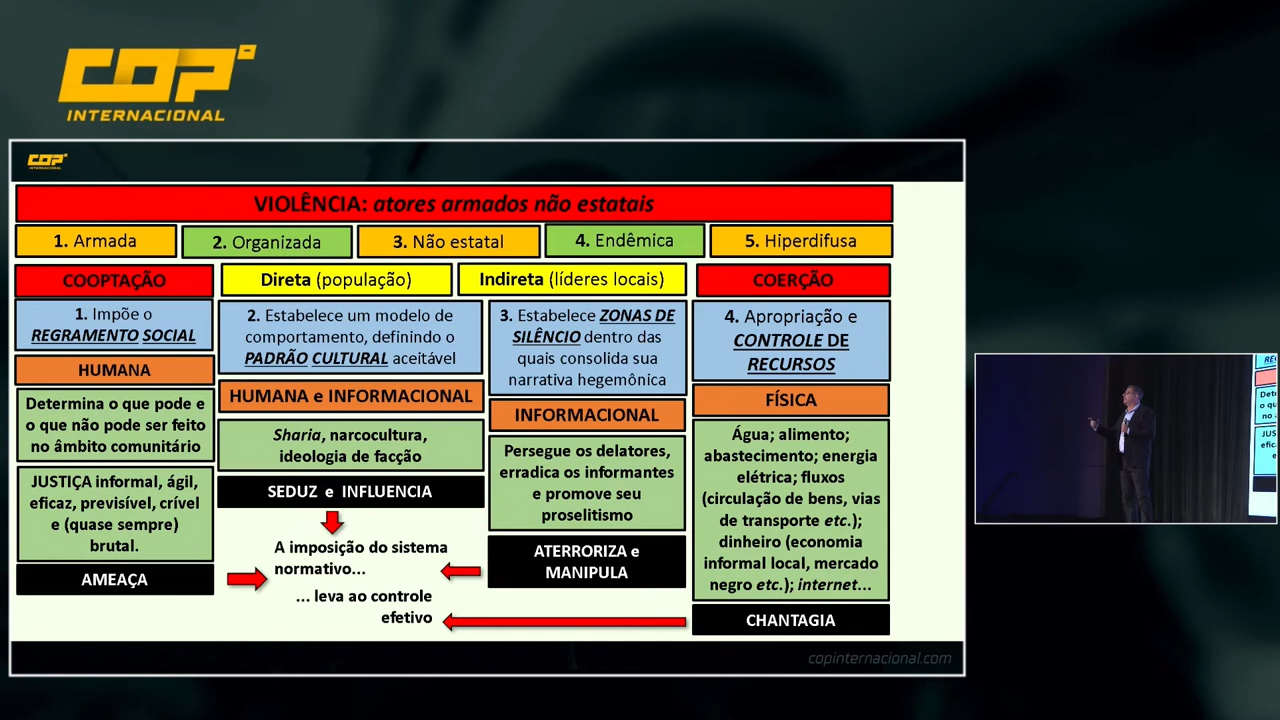 COP
INTERNACIONAL
COP
INTERNACIONAL
VIOLÊNCIA: atores armados não estatais
1. Armada
2. Organizada
3. Não estatal
4. Endêmica
5. Hiperdifusa
COOPTAÇÃO
Direta (população)
Indireta (líderes locais)
COERÇÃO
1. Impõe o
REGRAMENTO SOCIAL
HUMANA
Determina o que pode e
o que não pode ser feito
no âmbito comunitário
JUSTIÇA informal, ágil,
eficaz, previsível, crível
e (quase sempre)
brutal.
AMEAÇA
2. Estabelece um modelo de
comportamento, definindo o
PADRÃO CULTURAL aceitável
HUMANA e INFORMACIONAL
Sharia, narcocultura,
ideologia de facção
SEDUZ e INFLUENCIA
A imposição do sistema
normativo...
... leva ao controle
efetivo
3. Estabelece ZONAS DE
SILÊNCIO dentro das
quais consolida sua
narrativa hegemônica
INFORMACIONAL
Persegue os delatores,
erradica os informantes
e promove seu
proselitismo
ATERRORIZA e
MANIPULA
4. Apropriação e
CONTROLE DE
RECURSOS
FÍSICA
Água; alimento;
abastecimento; energia
elétrica; fluxos
(circulação de bens, vias
de transporte etc.);
dinheiro (economia
informal local, mercado
negro etc.); internet...
CHANTAGIA
copinternacional.com